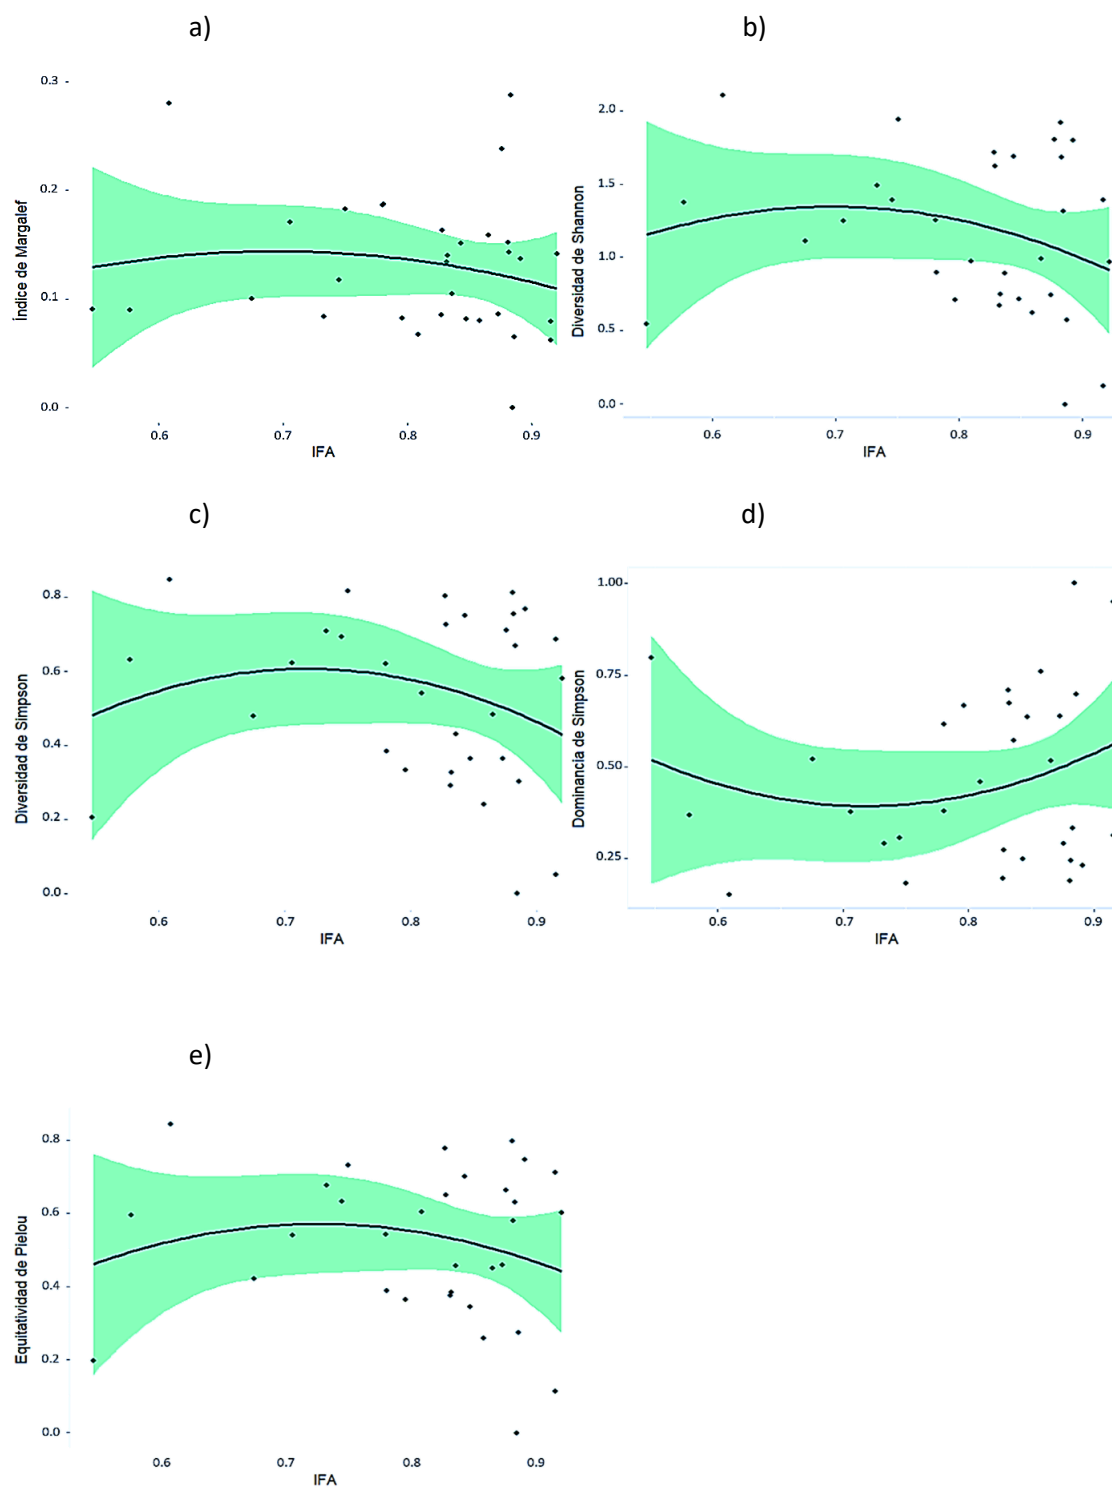 a)
b)
0.3
0.2
0.1
0.0
Índice de Margalef
0.6 0.7 0.8 0.9
IFA
2.0
1.5
1.0
0.5
0.0
Diversidad de Shannon
0.6 0.7 0.8 0.9
IFA
c)
d)
0.8
0.6
0.4
0.2
0.0
Diversidad de Simpson
0.6 0.7 0.8 0.9
IFA
1.00
0.75
0.50
0.25
Dominancia de Simpson
0.6 0.7 0.8 0.9
IFA
e)
0.8
0.6
0.4
0.2
0.0
Equitatividad de Pielou
0.6 0.7 0.8 0.9
IFA